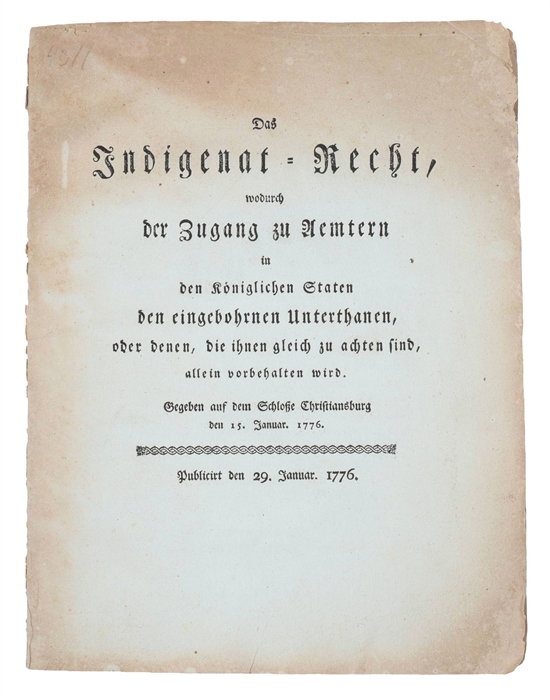 Das
Indigenat = Recht,
wodurch
der Zugang zu Aemtern
in
den Königlichen Staten
den eingebohrnen Unterthanen,
oder denen, die ihnen gleich zu achten sind,
allein vorbehalten wird.
Gegeben auf dem Schloße Christiansburg
den 15. Januar. 1776.
Publicirt den 29. Januar. 1776.